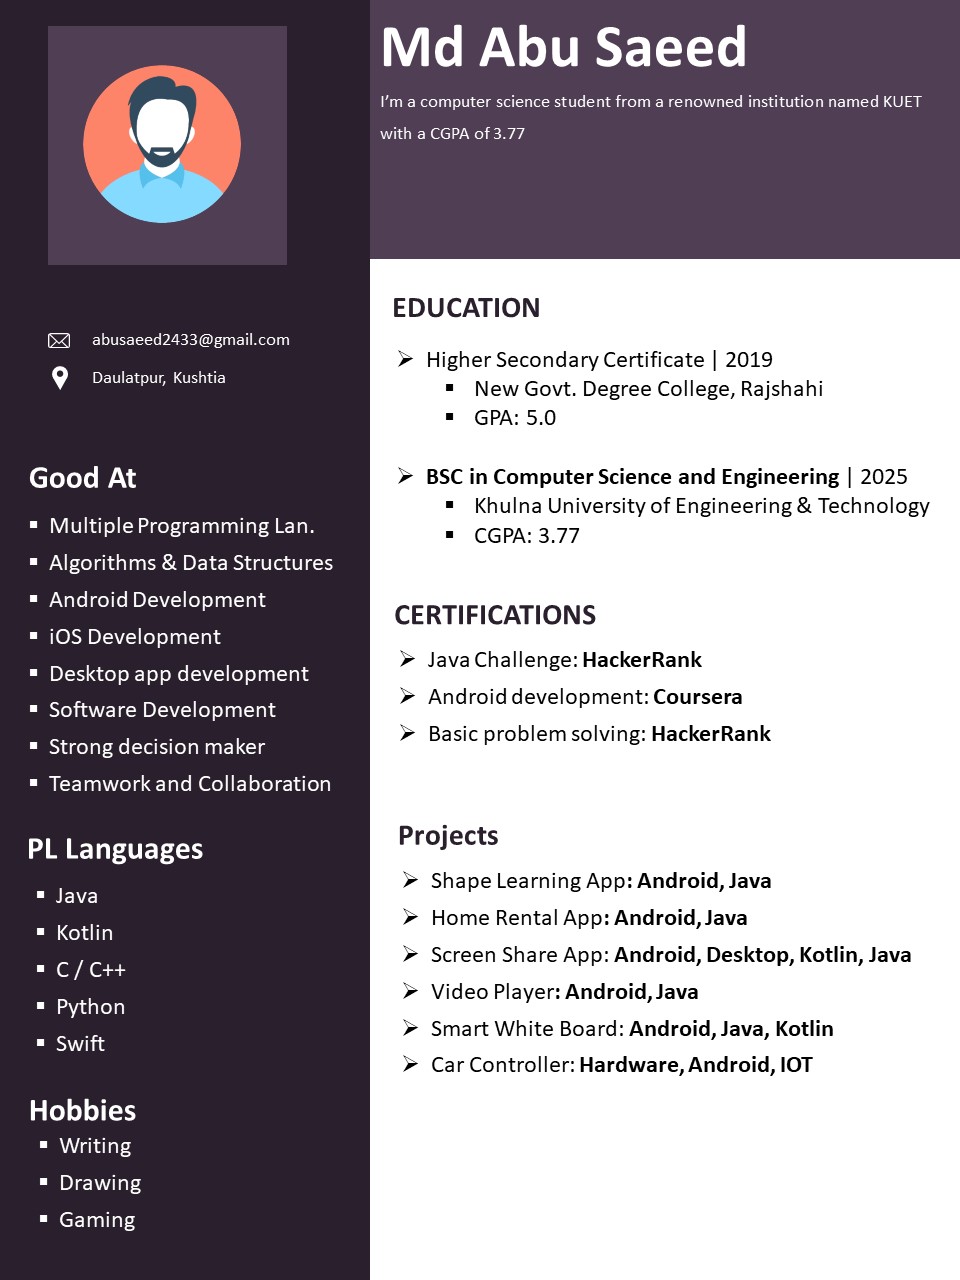 Md Abu Saeed
I'm a computer science student from a renowned institution named KUET
with a CGPA of 3.77
abusaeed2433@gmail.com
Daulatpur, Kushtia
Good At
▪ Multiple Programming Lan.
▪ Algorithms & Data Structures
▪ Android Development
▪ iOS Development
▪ Desktop app development
▪ Software Development
▪ Strong decision maker
▪ Teamwork and Collaboration
PL Languages
▪ Java
▪ Kotlin
▪ C / C++
▪ Python
▪ Swift
Hobbies
▪ Writing
▪ Drawing
▪ Gaming
EDUCATION
➢ Higher Secondary Certificate | 2019
▪ New Govt. Degree College, Rajshahi
▪ GPA: 5.0
➢ BSC in Computer Science and Engineering | 2025
▪ Khulna University of Engineering & Technology
▪ CGPA: 3.77
CERTIFICATIONS
➢ Java Challenge: HackerRank
➢ Android development: Coursera
➢ Basic problem solving: HackerRank
Projects
➢ Shape Learning App: Android, Java
➢ Home Rental App: Android, Java
➢ Screen Share App: Android, Desktop, Kotlin, Java
➢ Video Player: Android, Java
➢ Smart White Board: Android, Java, Kotlin
➢ Car Controller: Hardware, Android, IOT